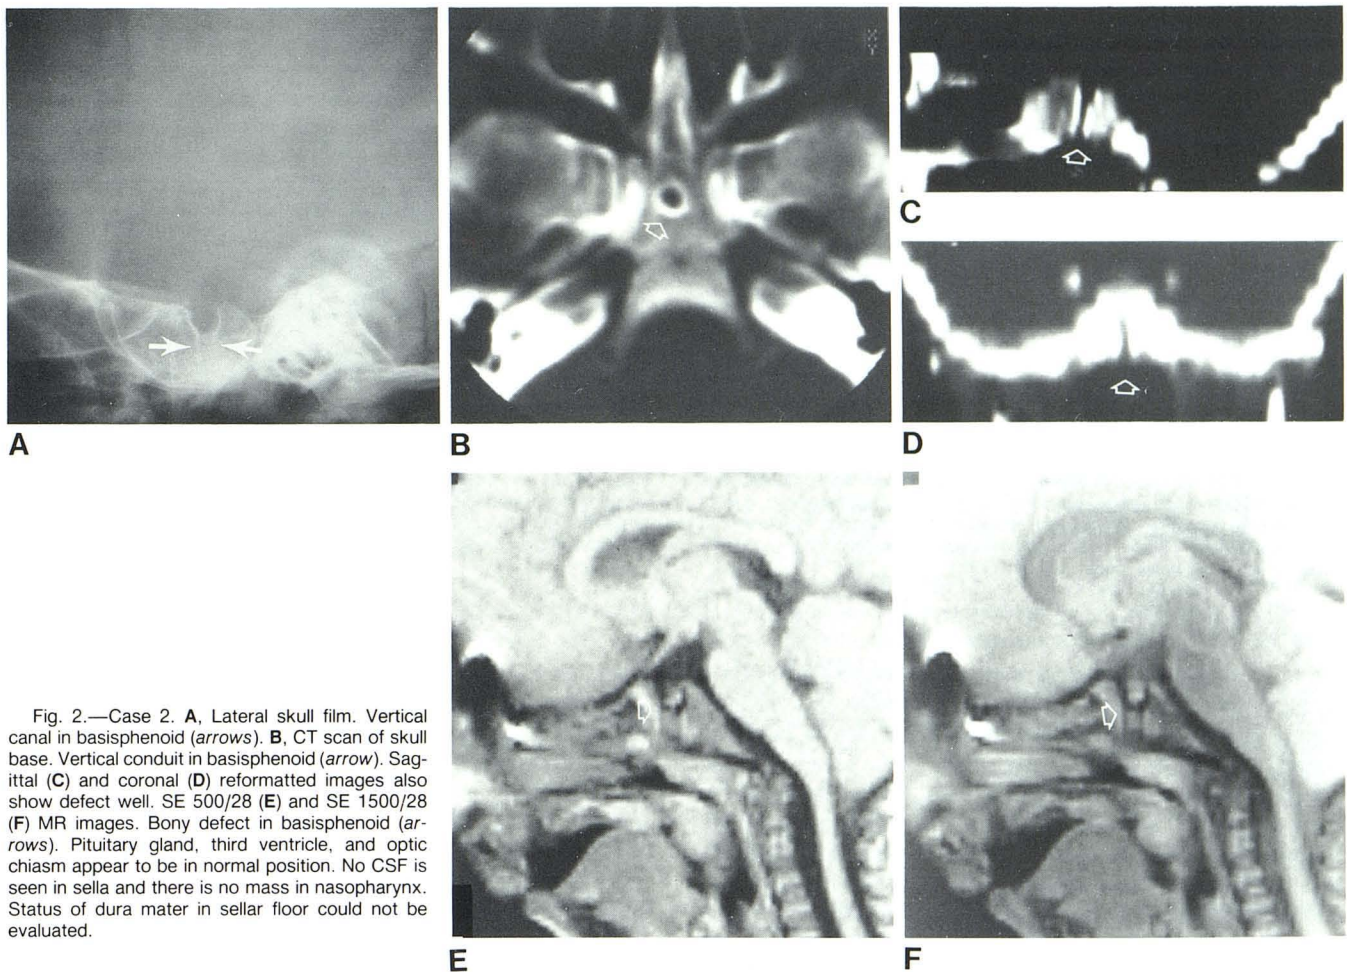 A
B
C
D
Fig. 2.—Case 2. A, Lateral skull film. Vertical
canal in basisphenoid (arrows). B, CT scan of skull
base. Vertical conduit in basisphenoid (arrow). Sag-
ittal (C) and coronal (D) reformatted images also
show defect well. SE 500/28 (E) and SE 1500/28
(F) MR images. Bony defect in basisphenoid (ar-
rows). Pituitary gland, third ventricle, and optic
chiasm appear to be in normal position. No CSF is
seen in sella and there is no mass in nasopharynx.
Status of dura mater in sellar floor could not be
evaluated.
E
F